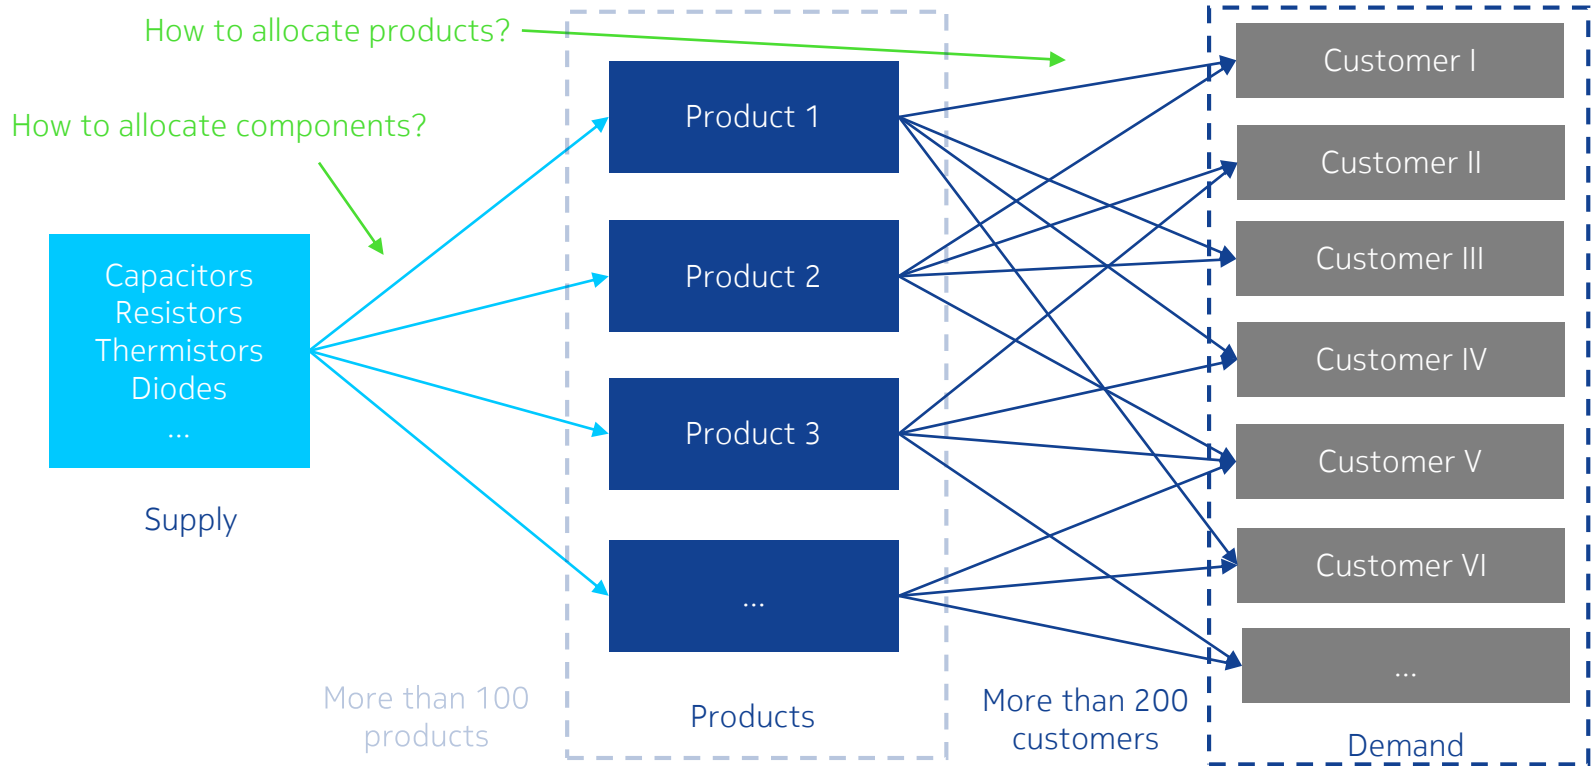 How to allocate products?
How to allocate components?
Capacitors
Resistors
Thermistors
Diodes
...
Supply
Product 1
Product 2
Product 3
...
More than 100
products
Products
More than 200
customers
Customer I
Customer II
Customer III
Customer IV
Customer V
Customer VI
...
Demand